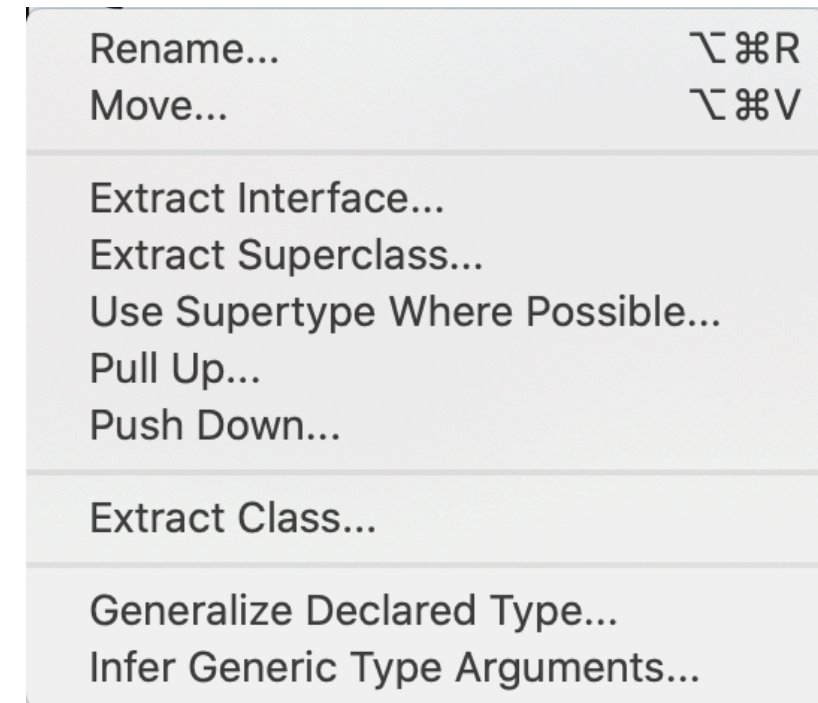 Rename... ⌥⌘R
Move... ⌥⌘V
Extract Interface...
Extract Superclass...
Use Supertype Where Possible...
Pull Up...
Push Down...
Extract Class...
Generalize Declared Type...
Infer Generic Type Arguments...